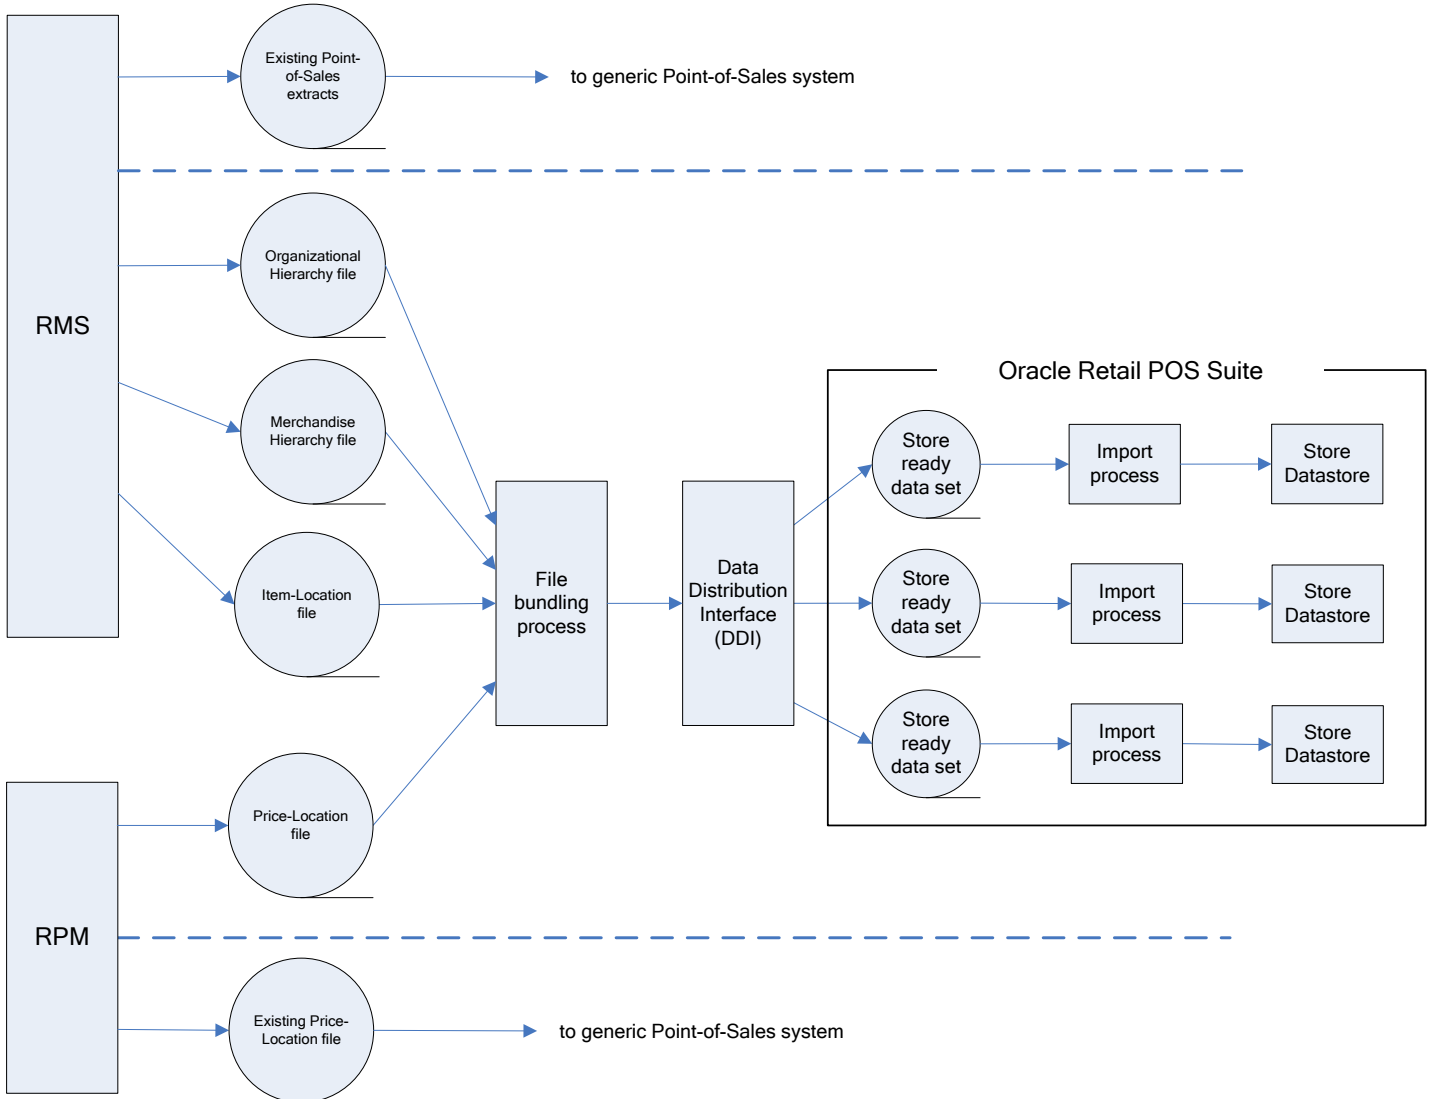 Existing Point-
of-Sales
extracts
to generic Point-of-Sales system
Organizational
Hierarchy file
RMS
Merchandise
Hierarchy file
Item-Location
file
File
bundling
process
Data
Distribution
Interface
(DDI)
Oracle Retail POS Suite
Store
ready
data set
Import
process
Store
Datastore
Store
ready
data set
Import
process
Store
Datastore
Store
ready
data set
Import
process
Store
Datastore
Price-Location
file
RPM
Existing Price-
Location file
to generic Point-of-Sales system